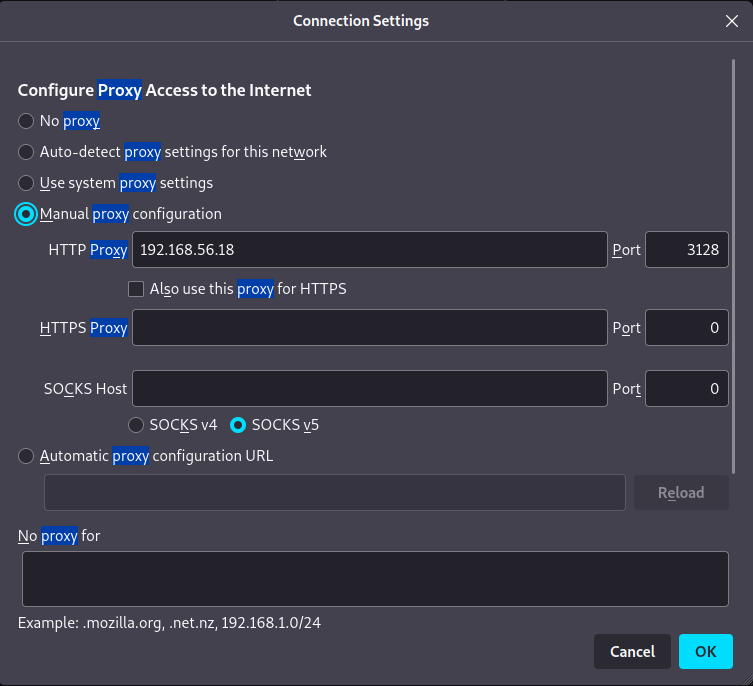 Connection Settings
Configure Proxy Access to the Internet
No proxy
Auto-detect proxy settings for this network
Use system proxy settings
Manual proxy configuration
HTTP Proxy 192.168.56.18 Port 3128
Also use this proxy for HTTPS
HTTPS Proxy Port 0
SOCKS Host Port 0
SOCKS v4 SOCKS v5
Automatic proxy configuration URL
Reload
No proxy for
Example: .mozilla.org, .net.nz, 192.168.1.0/24
Cancel OK